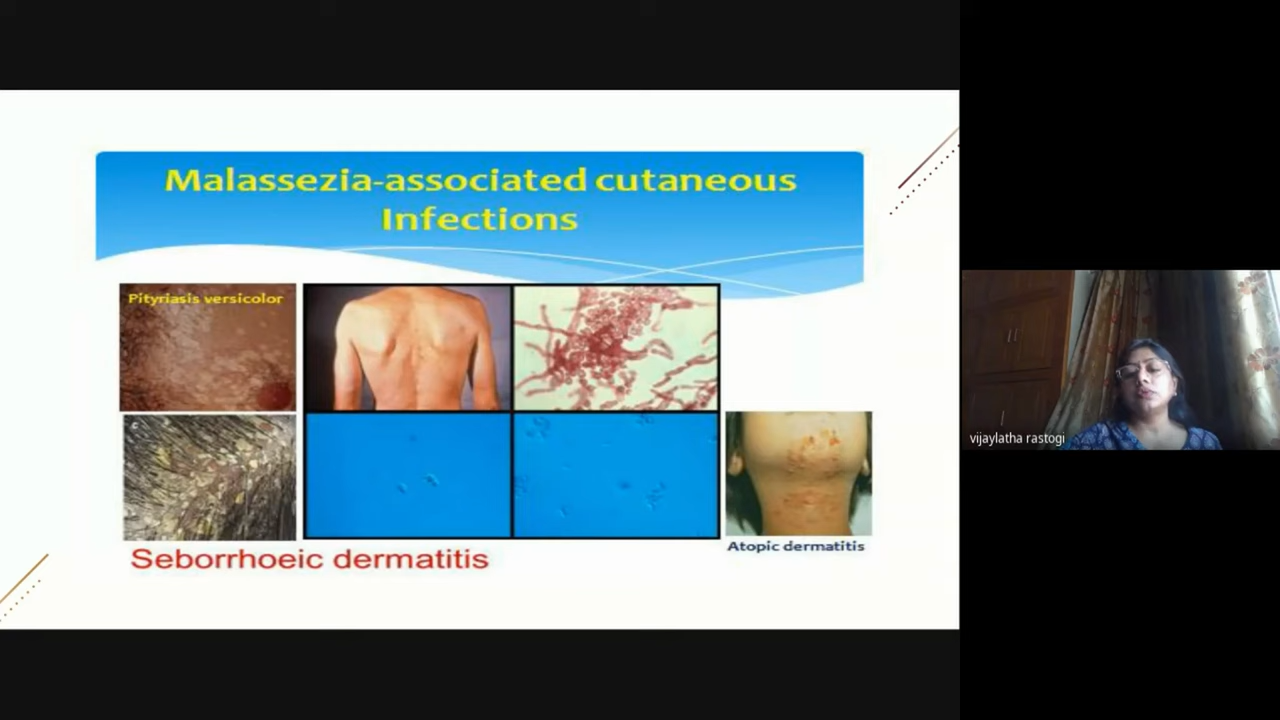 Malassezia-associated cutaneous
Infections
Pityriasis versicolor
c
Seborrhoeic dermatitis
Atopic dermatitis
vijaylatha rastogi